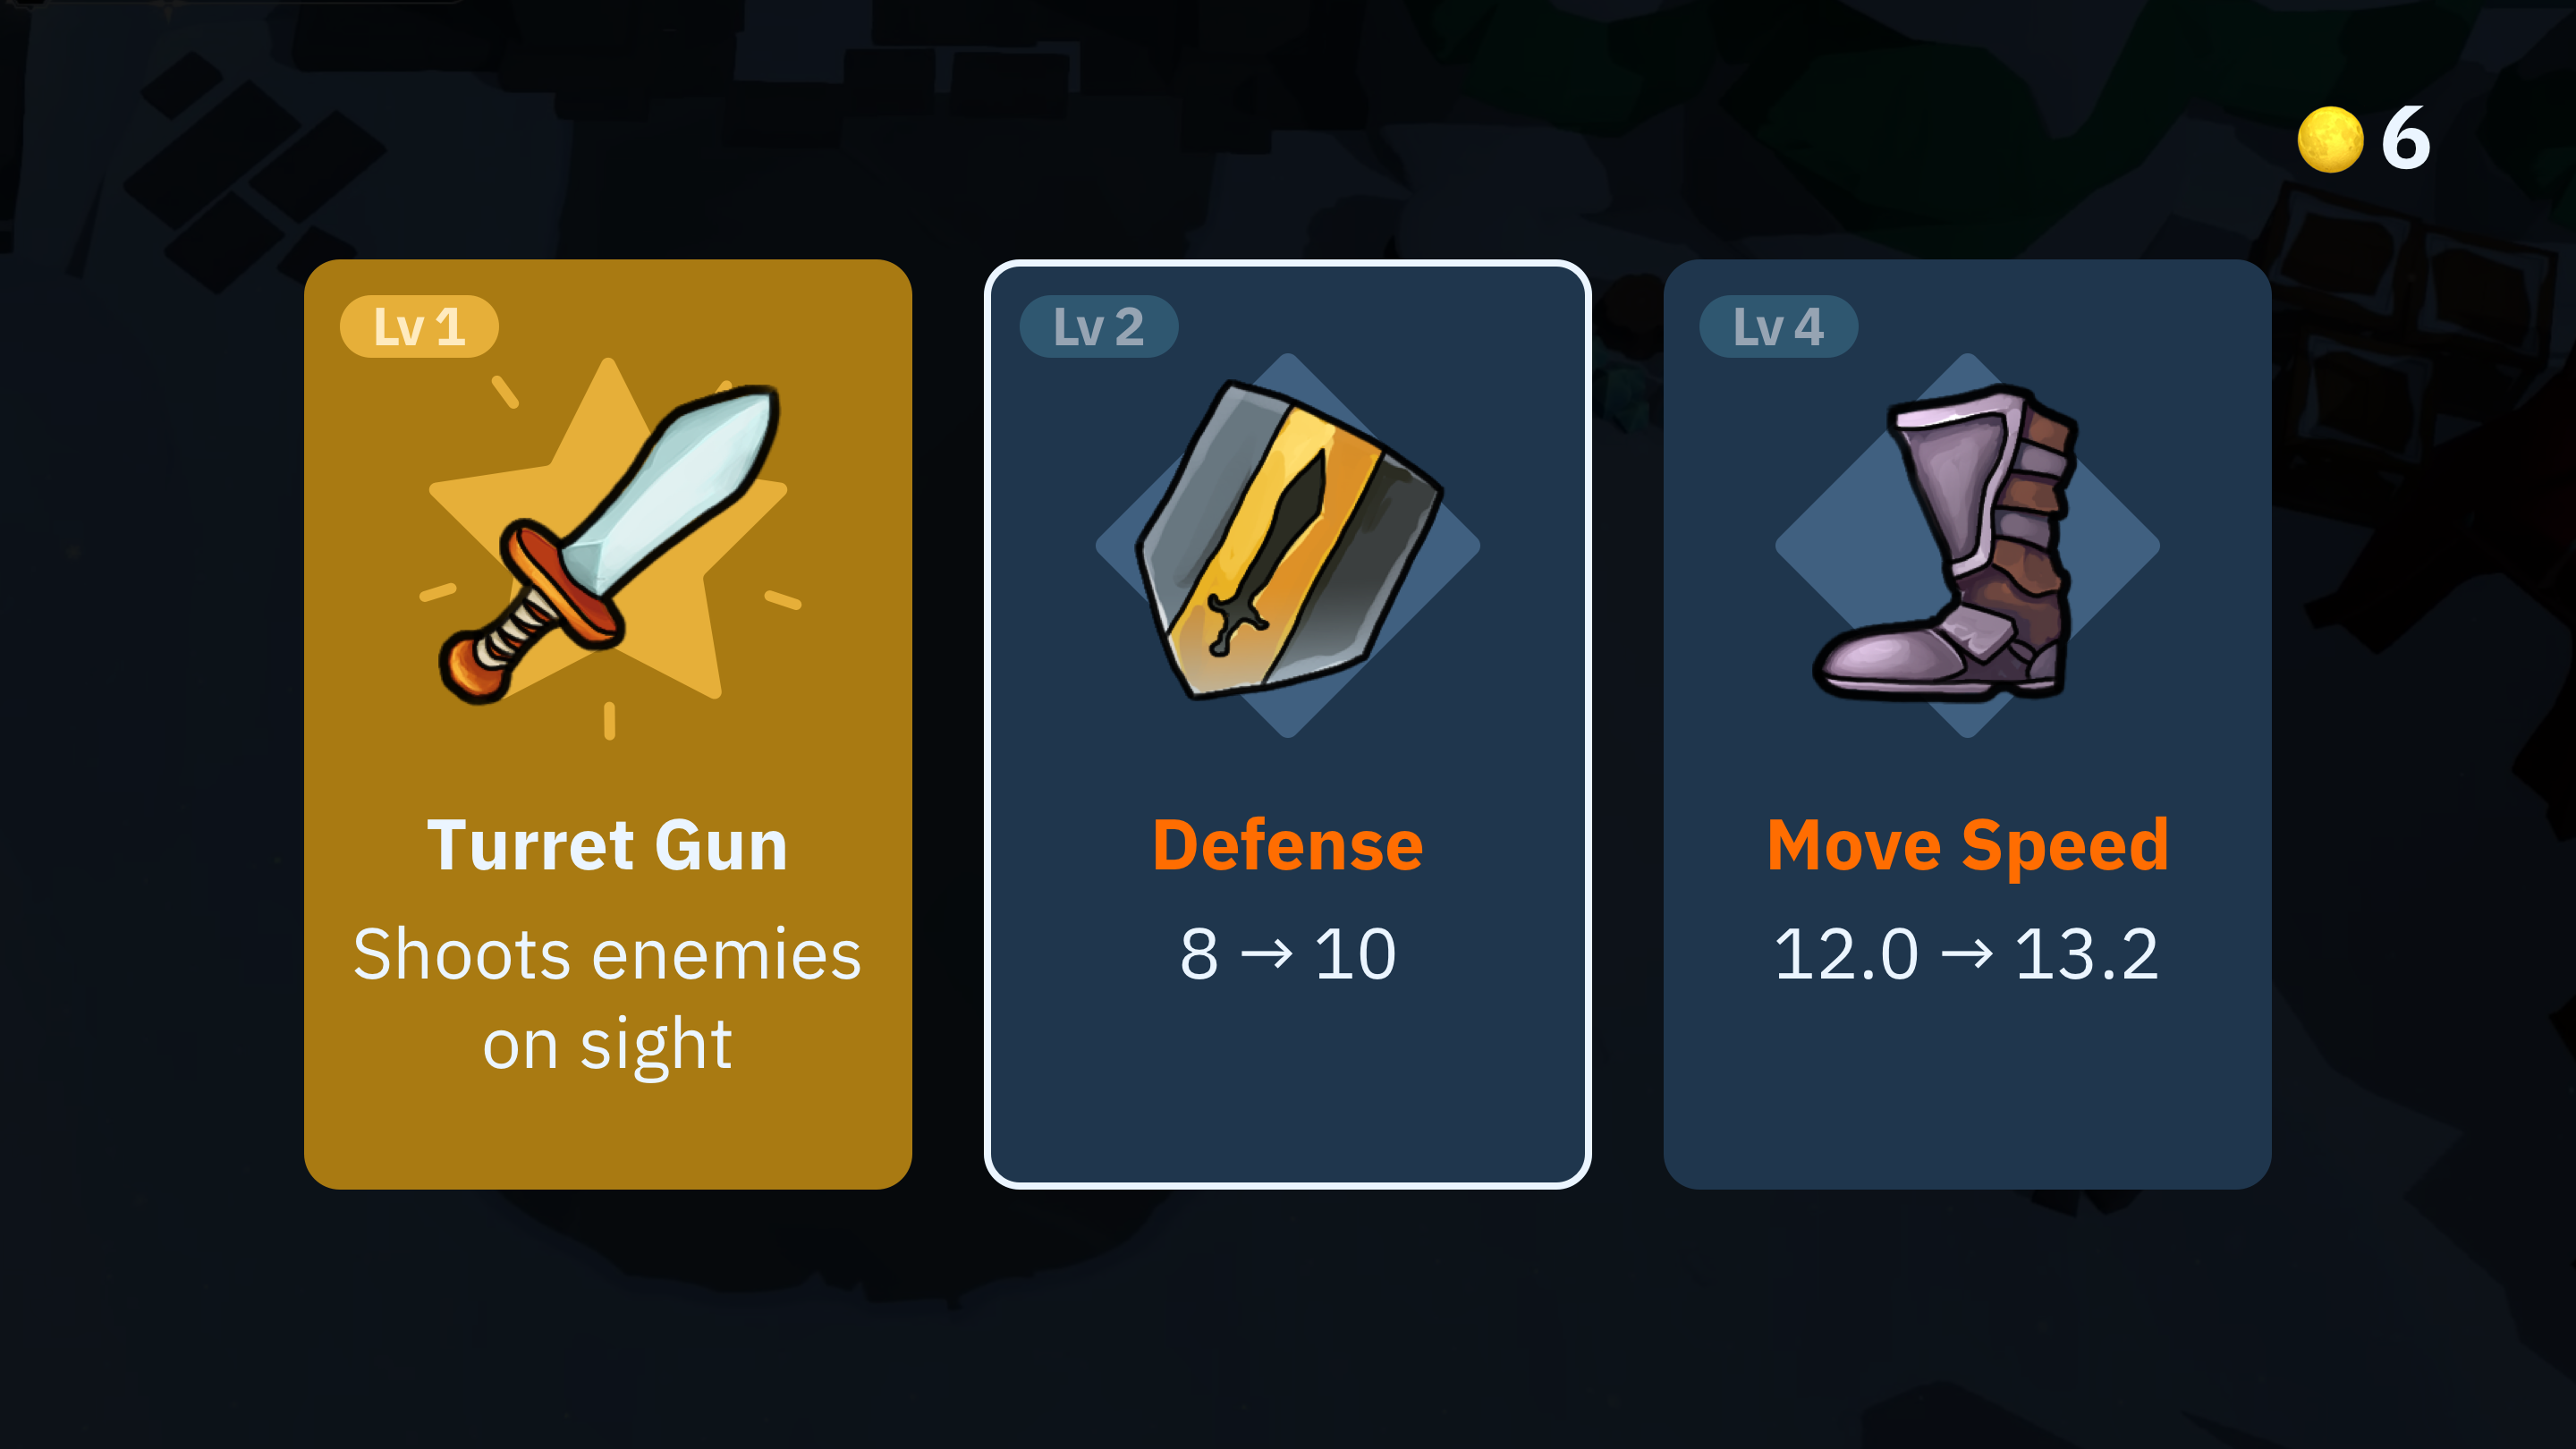 6
Lv 1
Turret Gun
Shoots enemies
on sight
Lv 2
Defense
8 → 10
Lv 4
Move Speed
12.0 → 13.2